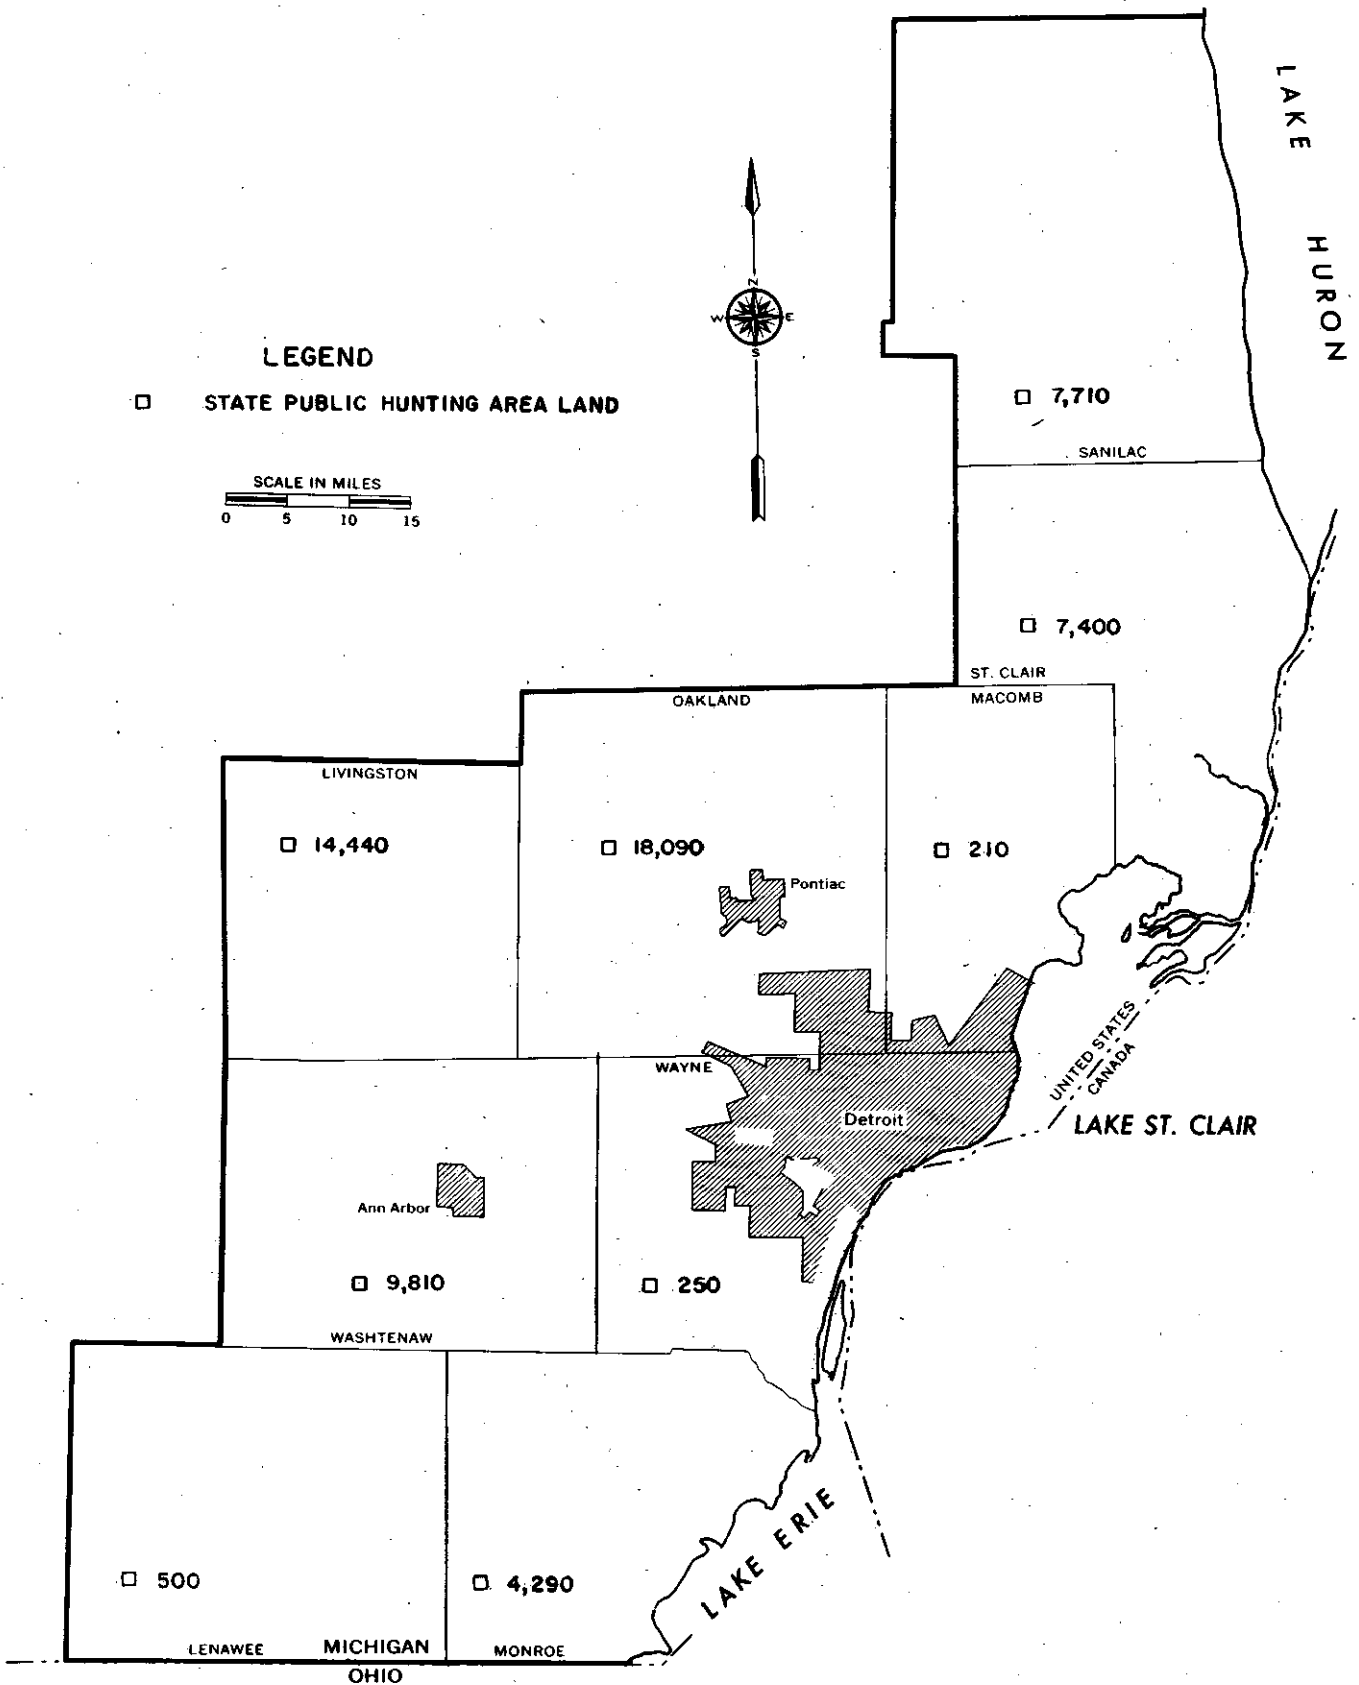 LAKE HURON
N
W E
S
LEGEND
STATE PUBLIC HUNTING AREA LAND
SCALE IN MILES
0 5 10 15
7,710
SANILAC
7,400
ST. CLAIR
OAKLAND
MACOMB
LIVINGSTON
14,440
18,090
210
Pontiac
UNITED STATES
CANADA
WAYNE
Detroit
LAKE ST. CLAIR
Ann Arbor
9,810
250
WASHTENAW
LAKE ERIE
500
4,290
LENAWEE
MICHIGAN
MONROE
OHIO